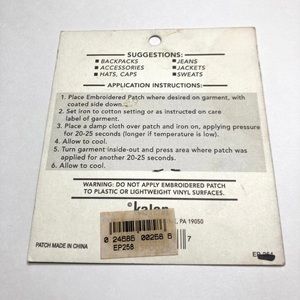 SUGGESTIONS:
■ BACKPACKS ■ JEANS
■ ACCESSORIES ■ JACKETS
■ HATS, CAPS ■ SWEATS
APPLICATION INSTRUCTIONS:
1. Place Embroidered Patch where desired on garment, with
coated side down.
2. Set iron to cotton setting or as instructed on care
label of garment.
3. Place a damp cloth over patch and iron on, applying pressure
for 20-25 seconds (longer if temperature is low).
4. Allow to cool.
5. Turn garment inside-out and press area where patch was
applied for another 20-25 seconds.
6. Allow to cool.
WARNING: DO NOT APPLY EMBROIDERED PATCH
TO PLASTIC OR LIGHTWEIGHT VINYL SURFACES.
©kalan
, PA 19050
0 24586 00258 6
7
EP258
PATCH MADE IN CHINA